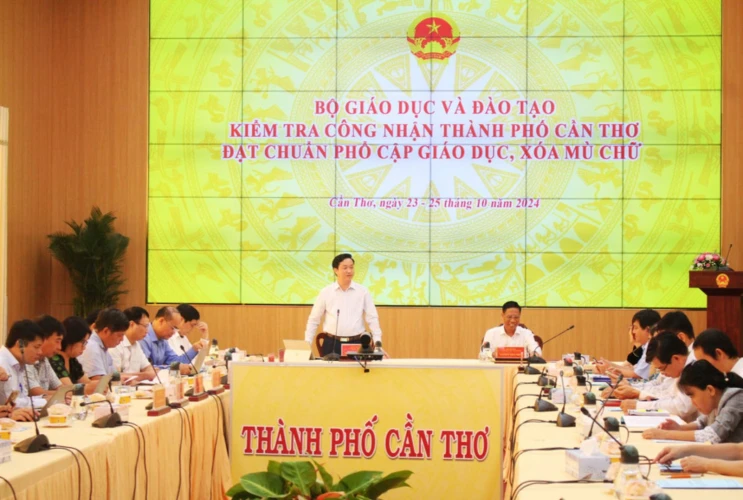 BỘ GIÁO DỤC VÀ ĐÀO TẠO
KIỂM TRA CÔNG NHẬN THÀNH PHỐ CẦN THƠ
ĐẠT CHUẨN PHỔ CẬP GIÁO DỤC, XÓA MÙ CHỮ
Cần Thơ, ngày 23 - 25 tháng 10 năm 2024
THÀNH PHỐ CẦN THƠ